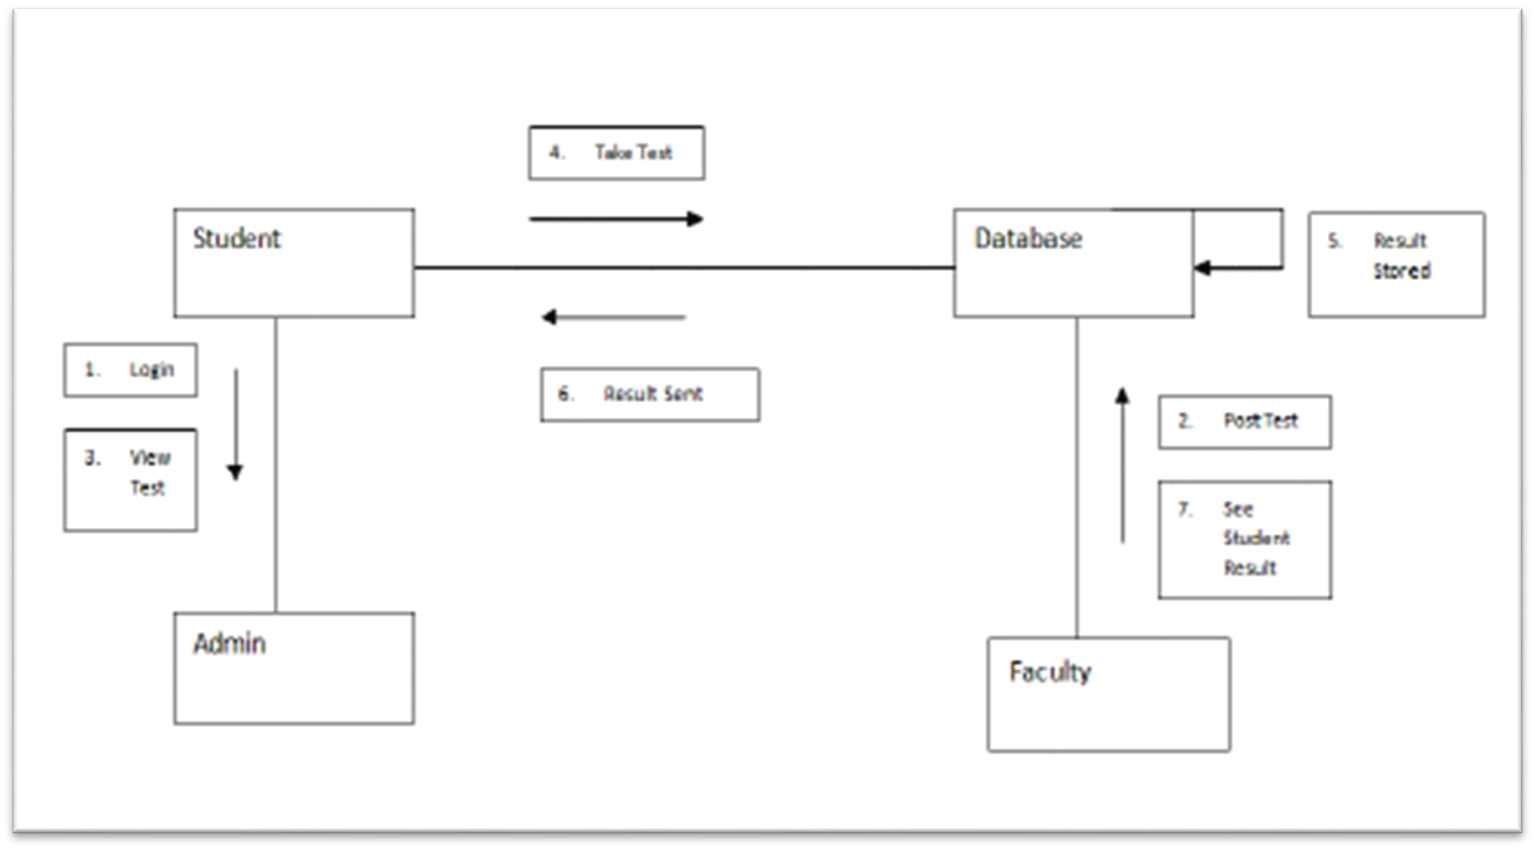 4. Take Test
Student
Database
5. Result
Stored
1. Login
6. Result Sent
2. Post Test
3. View
Test
7. See
Student
Result
Admin
Faculty